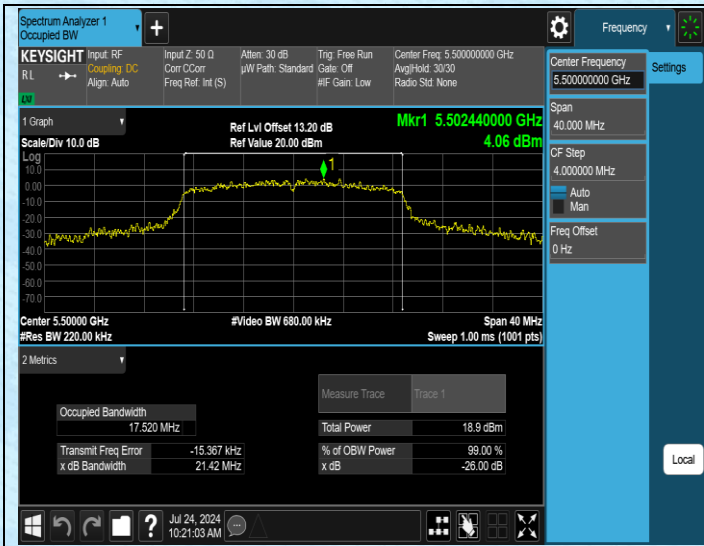 Spectrum Analyzer 1
Occupied BW
+
Frequency
KEYSIGHT
RL
LXI
Input: RF
Coupling: DC
Align: Auto
Input Z: 50 Ω
Corr CCorr
Freq Ref: Int (S)
Atten: 30 dB
µW Path: Standard
Trig: Free Run
Gate: Off
#IF Gain: Low
Center Freq: 5.500000000 GHz
Avg|Hold: 30/30
Radio Std: None
Center Frequency
5.500000000 GHz
Settings
Span
40.000 MHz
CF Step
4.000000 MHz
Auto
Man
Freq Offset
0 Hz
Local
1 Graph
Scale/Div 10.0 dB
Ref Lvl Offset 13.20 dB
Ref Value 20.00 dBm
Mkr1 5.502440000 GHz
4.06 dBm
Log
10.0
0.00
-10.0
-20.0
-30.0
-40.0
-50.0
-60.0
-70.0
1
Center 5.50000 GHz
#Res BW 220.00 kHz
#Video BW 680.00 kHz
Span 40 MHz
Sweep 1.00 ms (1001 pts)
2 Metrics
Measure Trace Trace 1
Occupied Bandwidth
17.520 MHz
Total Power 18.9 dBm
Transmit Freq Error -15.367 kHz
% of OBW Power 99.00 %
x dB Bandwidth 21.42 MHz
x dB -26.00 dB
?
Jul 24, 2024
10:21:03 AM